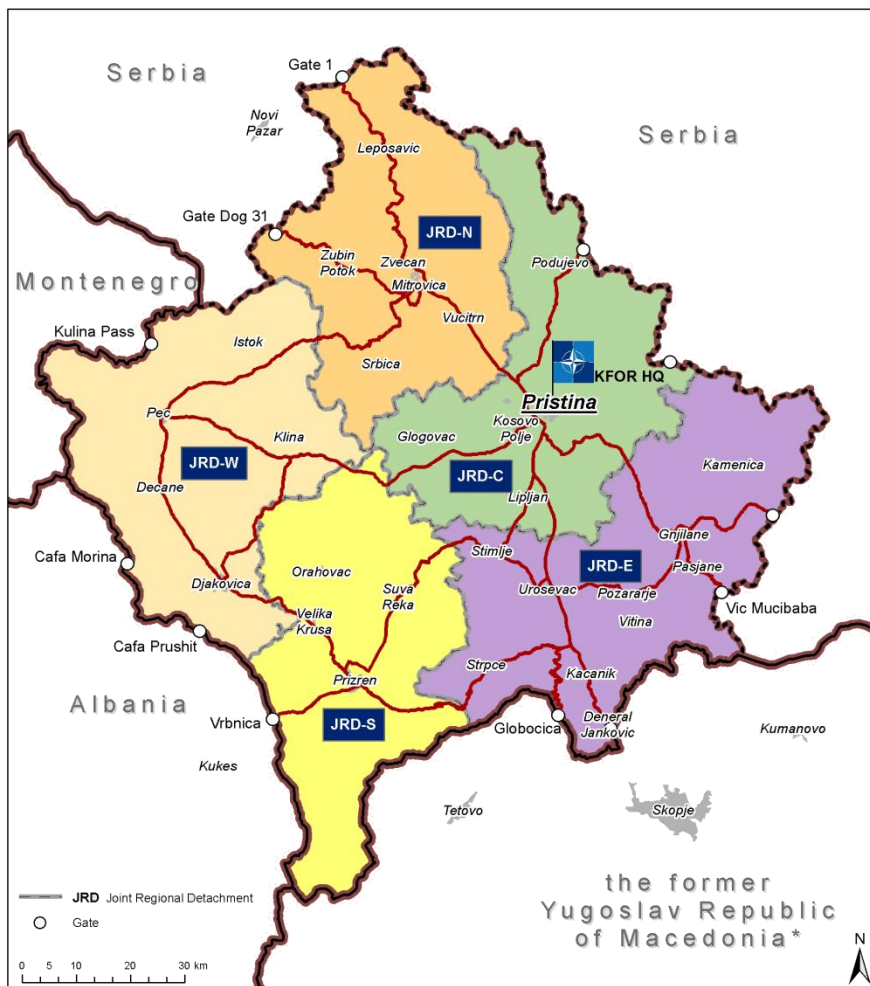 Gate 1
Serbia
Novi
Pazar
Leposavic
Serbia
Gate Dog 31
JRD-N
Zubin
Potok
Zvecan
Mitrovica
Podujevo
Montenegro
Kulina Pass
Istok
Vucitrn
Srbica
KFOR HQ
Pristina
Pec
Klina
Glogovac
Kosovo
Polje
JRD-W
JRD-C
Kamenica
Decane
Lipljan
Gnjilane
Cafa Morina
Stimlje
Pasjane
Orahovac
JRD-E
Djakovica
Suva
Reka
Urosevac
Pozararje
Vic Mucibaba
Velika
Krusa
Vitina
Cafa Prushit
Strpce
Kacanik
Prizren
Albania
Vrbnica
JRD-S
Globocica
Deneral
Jankovic
Kumanovo
Kukes
Tetovo
Skopje
the former
Yugoslav Republic
of Macedonia*
JRD Joint Regional Detachment
Gate
N
0 5 10 20 30 km